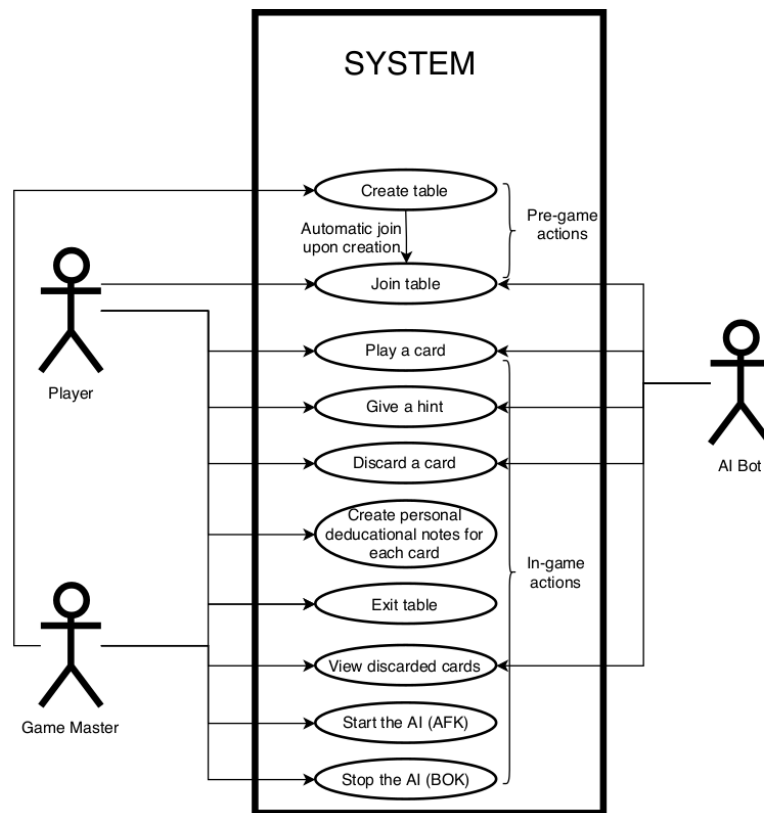 SYSTEM
Create table
Automatic join
upon creation
Pre-game
actions
Join table
Play a card
Player
Give a hint
AI Bot
Discard a card
Create personal
deducational notes for
each card
In-game
actions
Exit table
View discarded cards
Game Master
Start the AI (AFK)
Stop the AI (BOK)